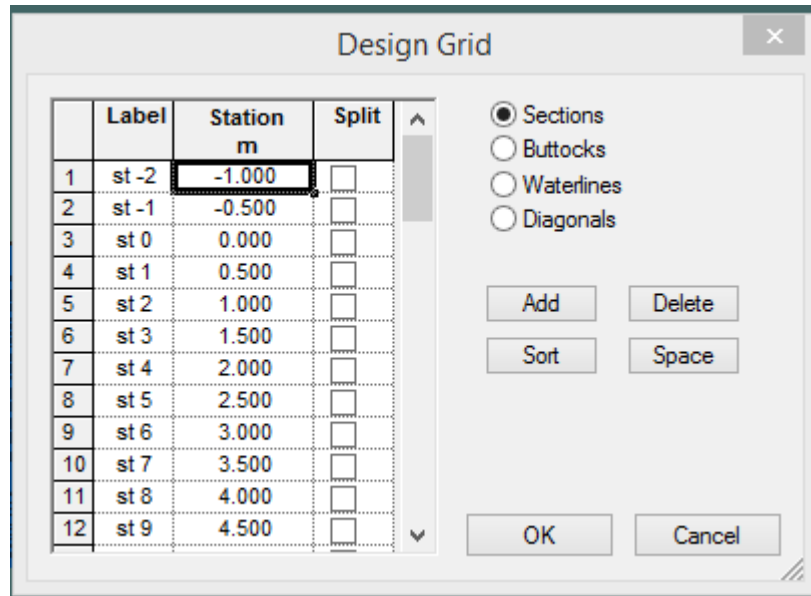 Design Grid
Label Station m Split
1 st -2 -1.000
2 st -1 -0.500
3 st 0 0.000
4 st 1 0.500
5 st 2 1.000
6 st 3 1.500
7 st 4 2.000
8 st 5 2.500
9 st 6 3.000
10 st 7 3.500
11 st 8 4.000
12 st 9 4.500
Sections
Buttocks
Waterlines
Diagonals
Add Delete
Sort Space
OK Cancel